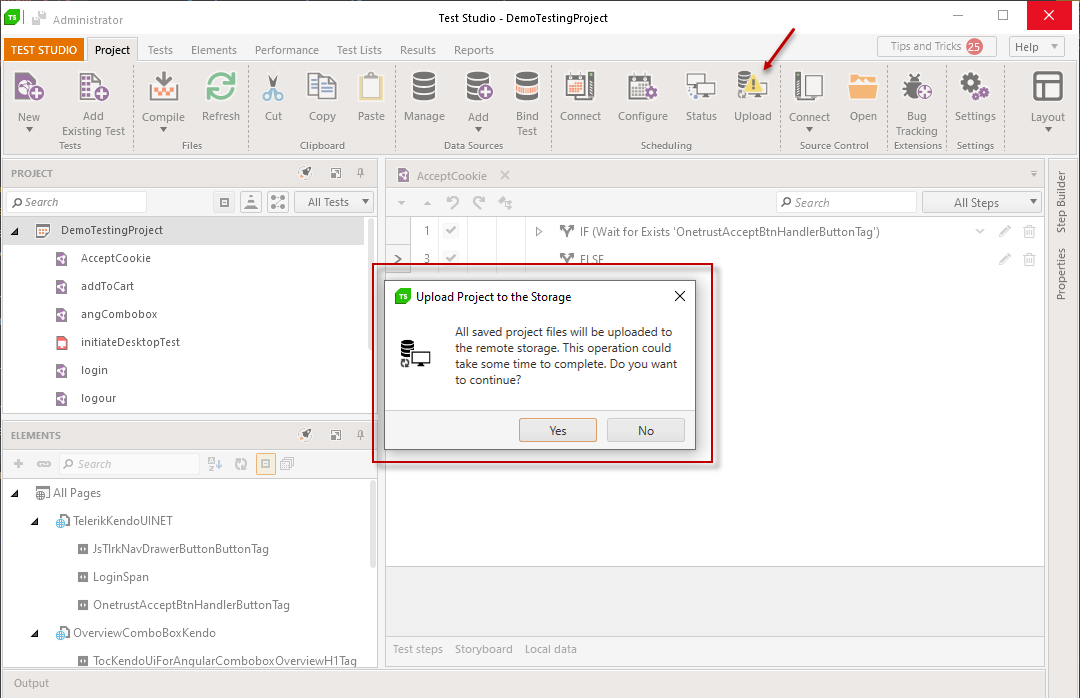 TS
Administrator
Test Studio - DemoTestingProject
TEST STUDIO
Project
Tests
Elements
Performance
Test Lists
Results
Reports
Tips and Tricks 25
Help
New
Add
Existing Test
Tests
Compile
Refresh
Files
Cut
Copy
Paste
Clipboard
Manage
Add
Bind
Test
Data Sources
Connect
Configure
Status
Upload
Scheduling
Connect
Open
Source Control
Bug
Tracking
Extensions
Settings
Settings
Layout
PROJECT
Search
All Tests
DemoTestingProject
AcceptCookie
addToCart
angCombobox
initiateDesktopTest
login
logour
ELEMENTS
Search
All Pages
TelerikKendoUINET
JsTlrkNavDrawerButtonButtonTag
LoginSpan
OnetrustAcceptBtnHandlerButtonTag
OverviewComboBoxKendo
TocKendoUiForAngularComboboxOverviewH1Tag
AcceptCookie
Search
All Steps
1 IF (Wait for Exists 'OnetrustAcceptBtnHandlerButtonTag')
3 ELSE
TS Upload Project to the Storage
All saved project files will be uploaded to
the remote storage. This operation could
take some time to complete. Do you want
to continue?
Yes
No
Test steps
Storyboard
Local data
Step Builder
Properties
Output